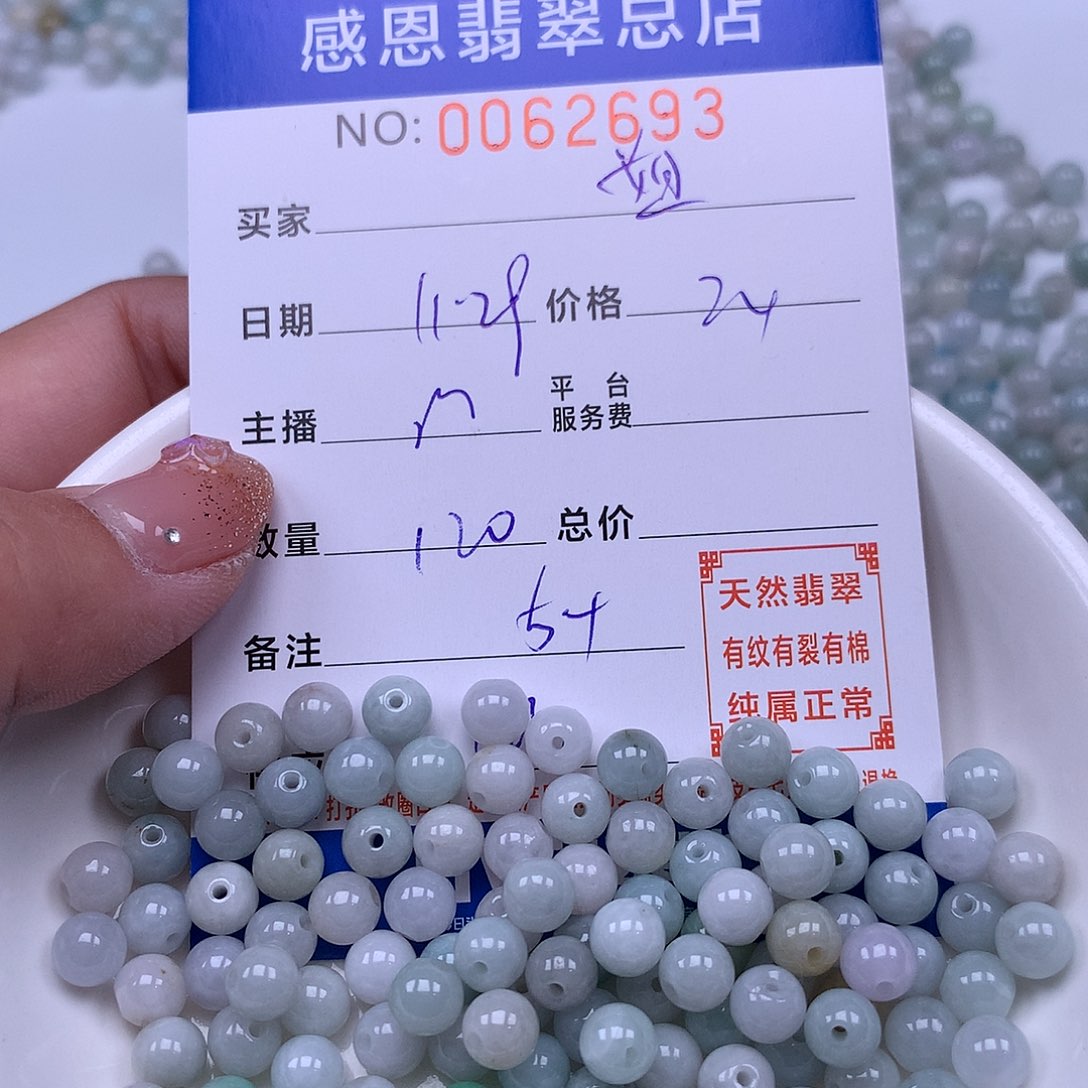 感恩翡翠总店
NO: 0062693
买家 姐
日期 11-29 价格 24
主播
平台
服务费
数量 120 总价
备注 54
天然翡翠
有纹有裂有棉
纯属正常